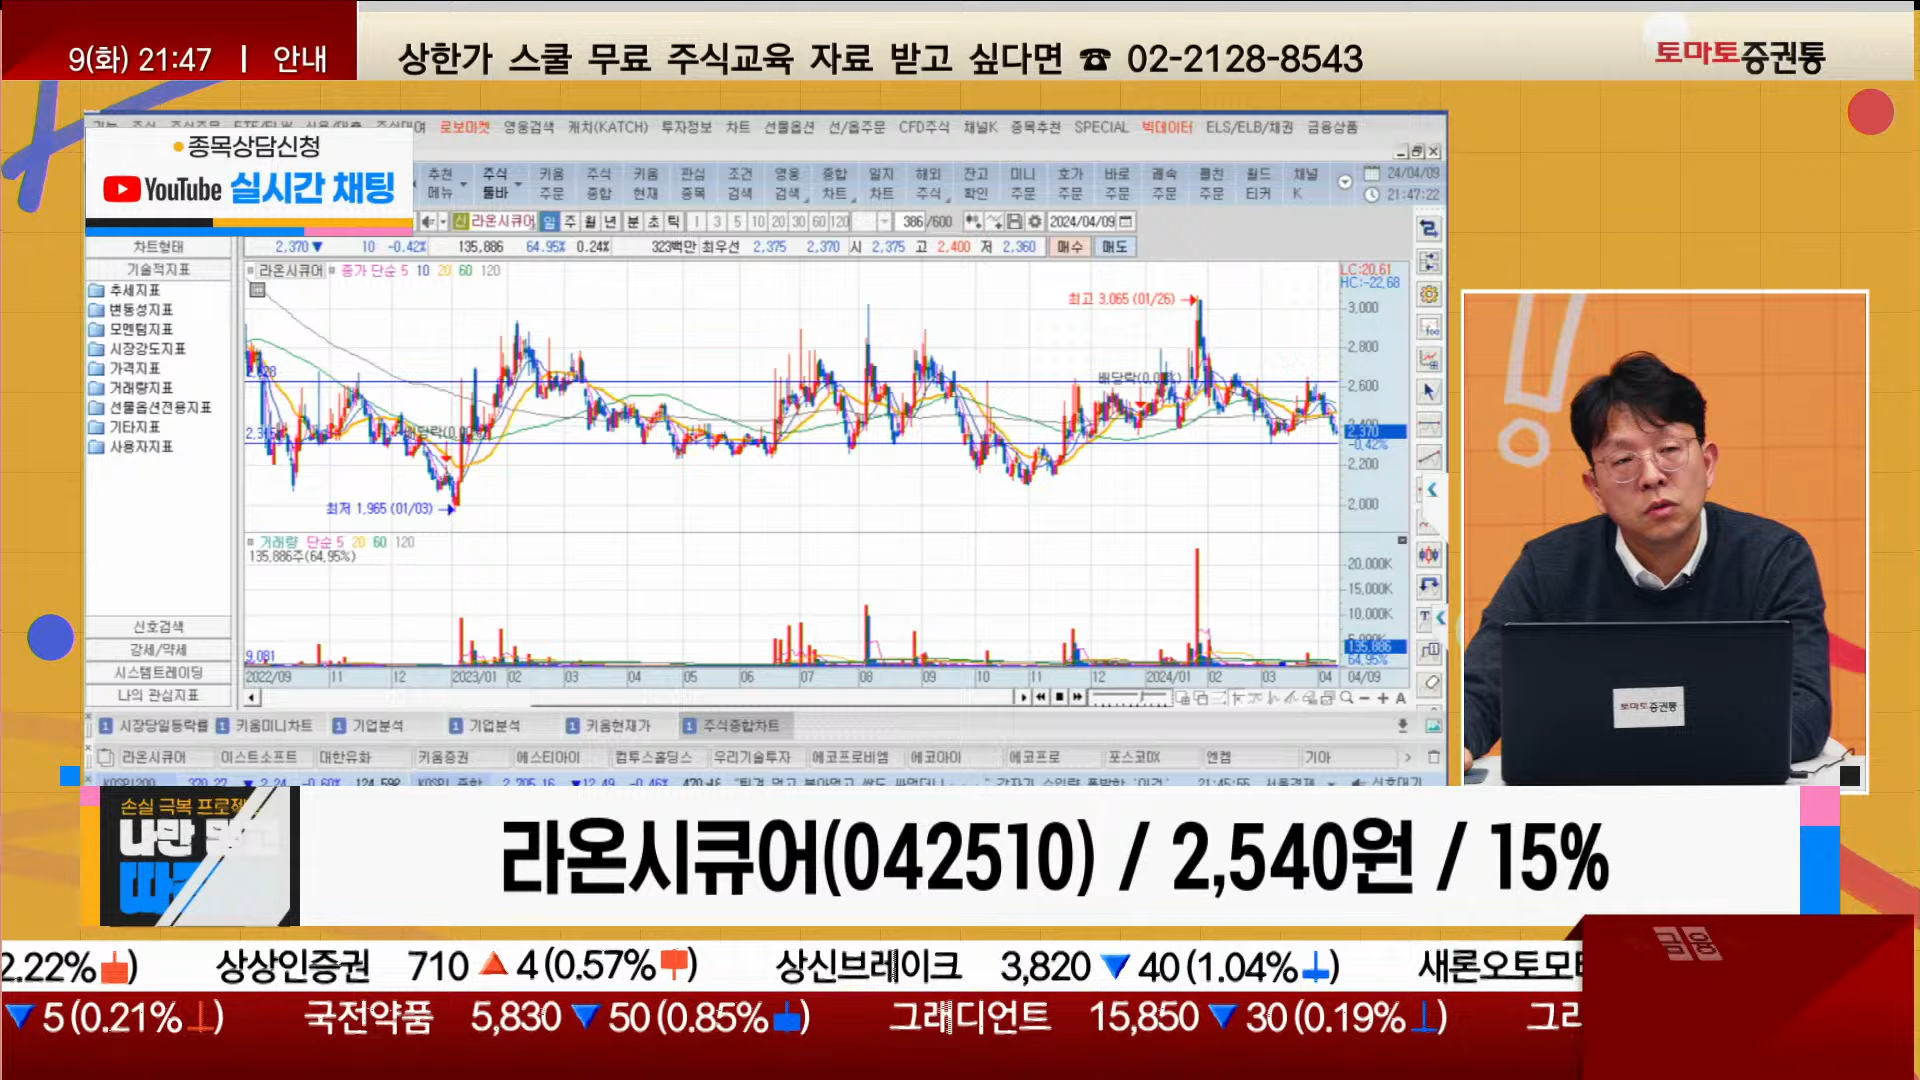 9(화) 21:47 | 안내
상한가 스쿨 무료 주식교육 자료 받고 싶다면 ☎ 02-2128-8543
토마토증권통
로보마켓 영웅검색 캐치(KATCH) 투자정보 차트 선물옵션 선/옵주문 CFD주식 채널K 종목추천 SPECIAL 빅데이터 ELS/ELB/채권 금융상품
종목상담신청
YouTube 실시간 채팅
추천 메뉴 주식 툴바 키움 주문 주식 종합 키움 현재 관심 종목 조건 검색 영웅 검색 종합 차트 일지 차트 해외 주식 잔고 확인 미니 주문 호가 주문 바로 주문 쾌속 주문 클친 주문 월드 티커 채널 K
24/04/09
21:47:22
신 라온시큐어 일 주 월 년 분 초 틱 1 3 5 10 20 30 60 120 386 /600 2024/04/09
2,370▼ 10 -0.42% 135,886 64.95% 0.24% 323백만 최우선 2,375 2,370 시 2,375 고 2,400 저 2,360 매수 매도
차트형태
기술적지표
추세지표
변동성지표
모멘텀지표
시장강도지표
가격지표
거래량지표
선물옵션전용지표
기타지표
사용자지표
신호검색
강세/약세
시스템트레이딩
나의 관심지표
라온시큐어 종가 단순 5 10 20 60 120
LC:20.61
HC:-22.68
최고 3,065 (01/26)
3,000
2,800
2,600
2,370
-0.42%
2,200
2,000
최저 1,965 (01/03)
거래량 단순 5 20 60 120
135,886주(64.95%)
20,000K
15,000K
10,000K
135,886
64.95%
9,081
2022/09 11 12 2023/01 02 03 04 05 06 07 08 09 10 11 12 2024/01 02 03 04 04/09
1 시장당일등락률 1 키움미니차트 1 기업분석 1 기업분석 1 키움현재가 1 주식종합차트
라온시큐어 이스트소프트 대한유화 키움증권 에스티아이 컴투스홀딩스 우리기술투자 에코프로비엠 에코아이 에코프로 포스코DX 엔켐 기아
손실 극복 프로젝
나만
라온시큐어(042510) / 2,540원 / 15%
2.22% ) 상상인증권 710 ▲ 4 (0.57% ) 상신브레이크 3,820 ▼ 40 (1.04% ) 새론오토모
금융
▼ 5 (0.21% ) 국전약품 5,830 ▼ 50 (0.85% ) 그래디언트 15,850 ▼ 30 (0.19% ) 그리
토마토증권통